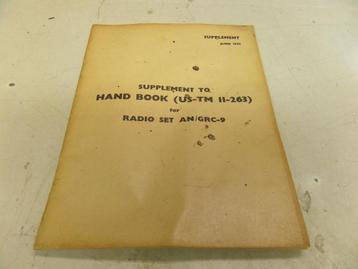 SUPPLEMENT
SUPPLEMENT TO
HAND BOOK (US-TM 11-263)
for
RADIO SET AN/GRC-9